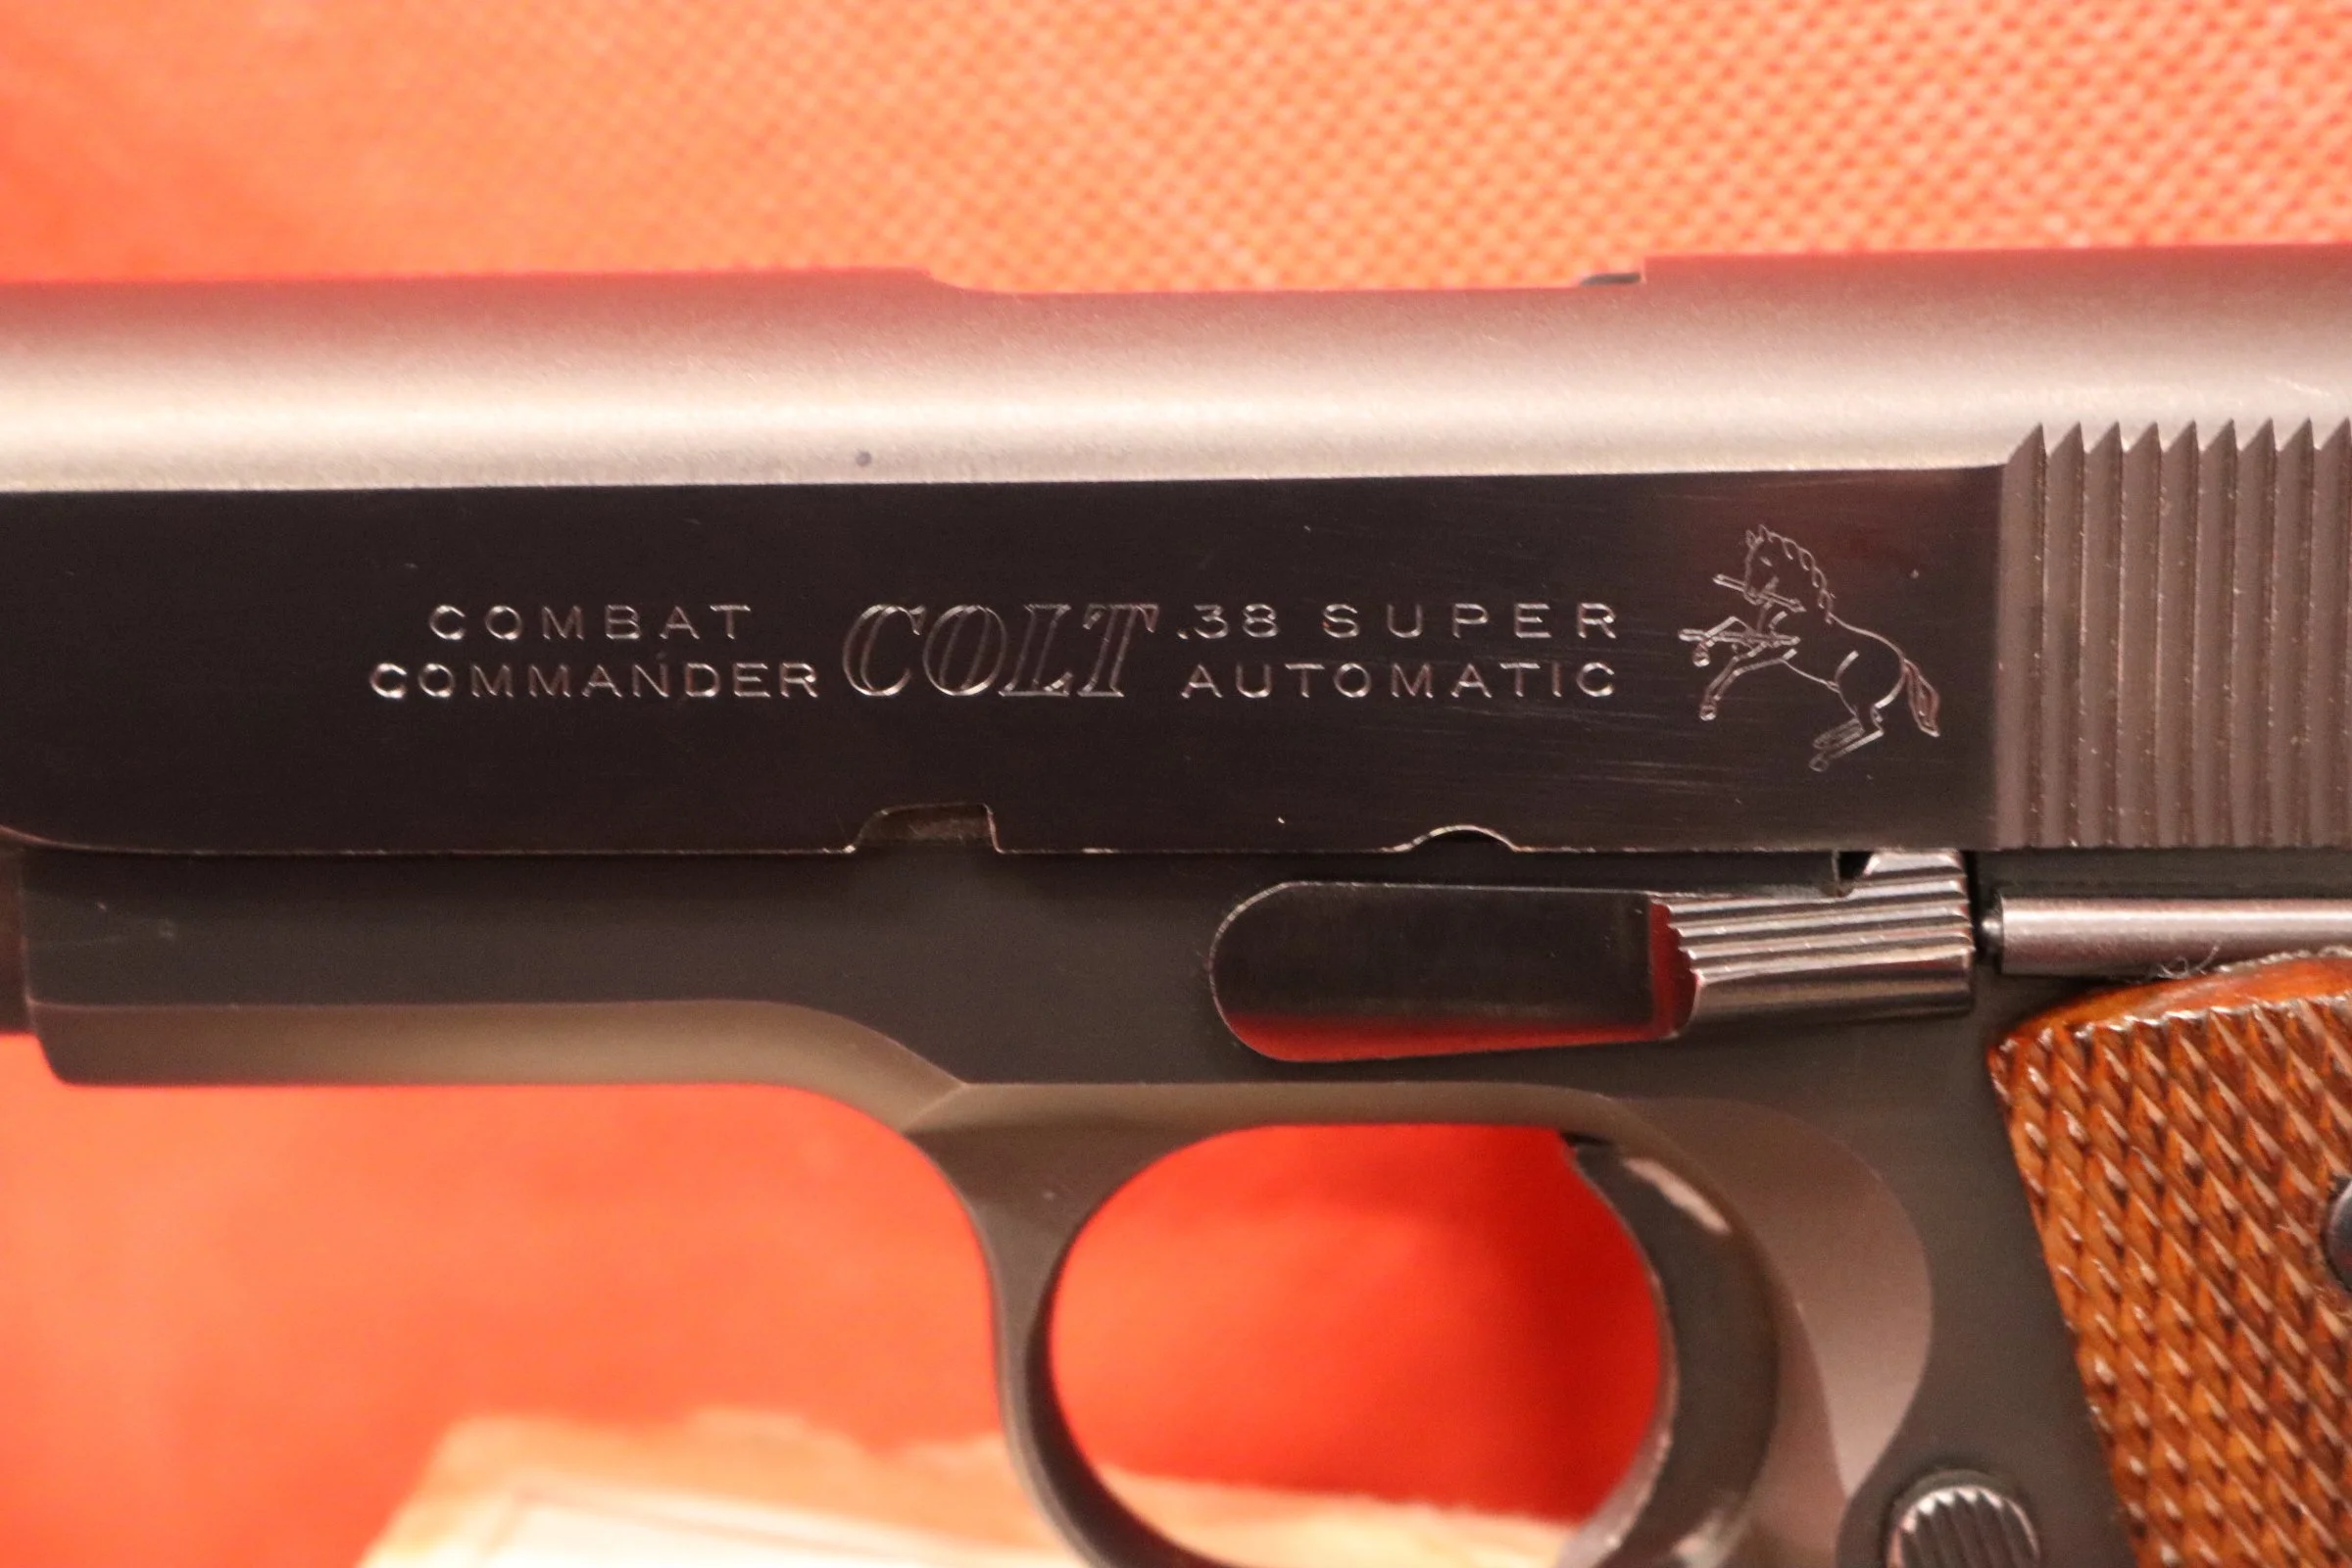 COMBAT
COMMANDER
COLT
.38 SUPER
AUTOMATIC